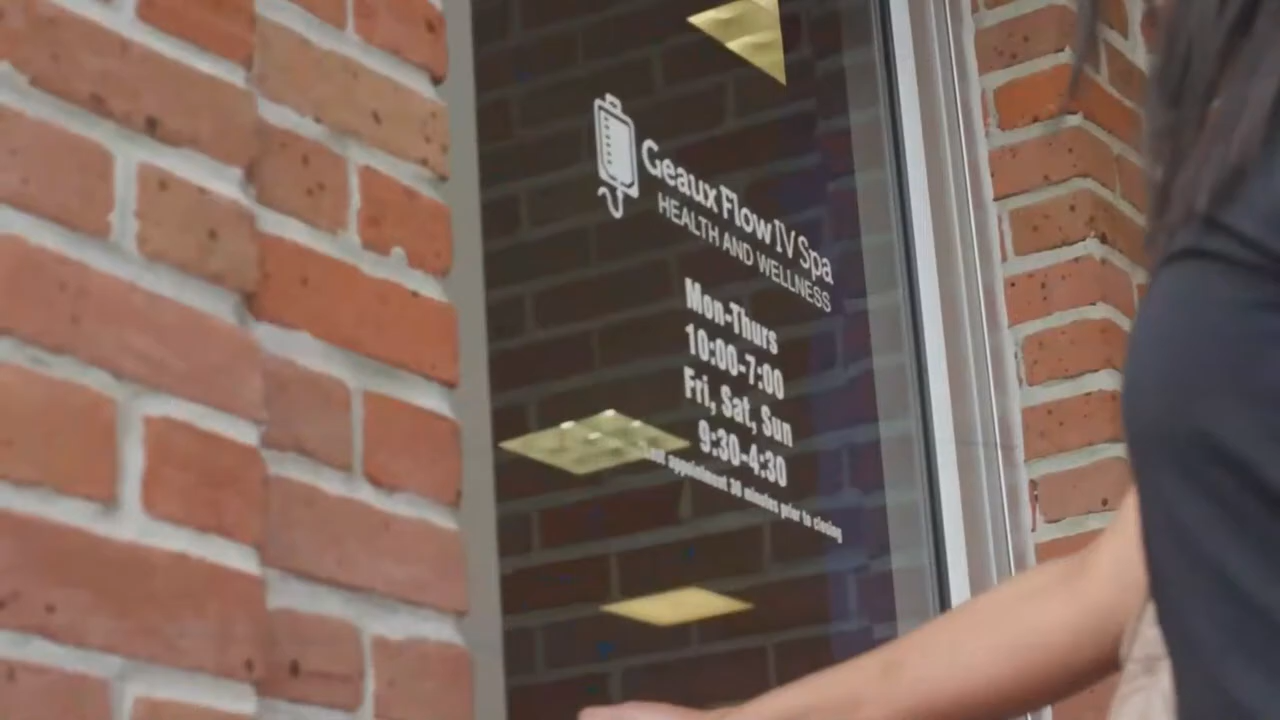 Geaux Flow IV Spa
HEALTH AND WELLNESS
Mon-Thurs
10:00-7:00
Fri, Sat, Sun
9:30-4:30
appointment 30 minutes prior to closing